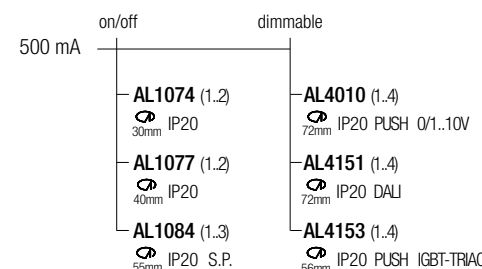 on/off dimmable
500 mA
AL1074 (1..2) AL4010 (1..4)
30mm IP20 72mm IP20 PUSH 0/1..10V
AL1077 (1..2) AL4151 (1..4)
40mm IP20 72mm IP20 DALI
AL1084 (1..3) AL4153 (1..4)
55mm IP20 S.P. 56mm IP20 PUSH IGBT-TRIAC